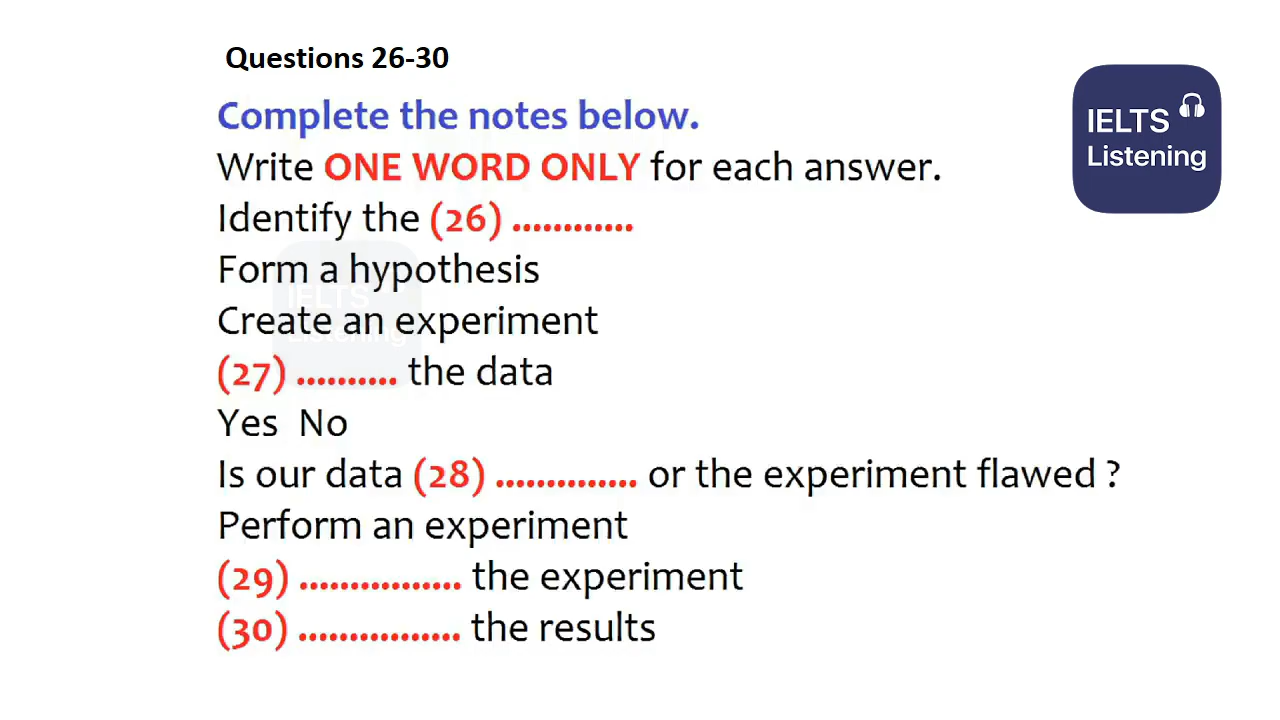 Questions 26-30
IELTS
Listening
Complete the notes below.
Write ONE WORD ONLY for each answer.
Identify the (26) ............
Form a hypothesis
IELTS
Create an experiment
Listening
(27) .......... the data
Yes No
Is our data (28) .............. or the experiment flawed ?
Perform an experiment
(29) ................ the experiment
(30) ................ the results